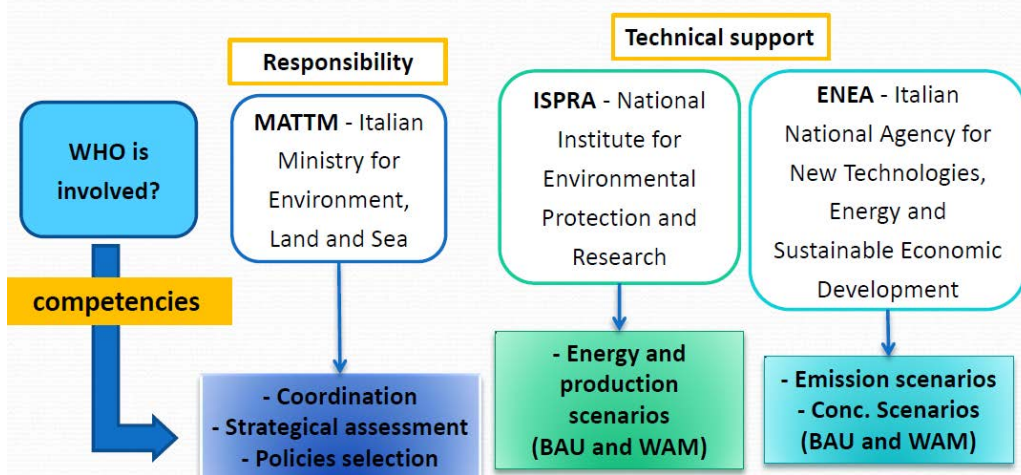 WHO is
involved?
competencies
Responsibility
MATTM - Italian
Ministry for
Environment,
Land and Sea
- Coordination
- Strategical assessment
- Policies selection
Technical support
ISPRA - National
Institute for
Environmental
Protection and
Research
- Energy and
production
scenarios
(BAU and WAM)
ENEA - Italian
National Agency for
New Technologies,
Energy and
Sustainable Economic
Development
- Emission scenarios
- Conc. Scenarios
(BAU and WAM)